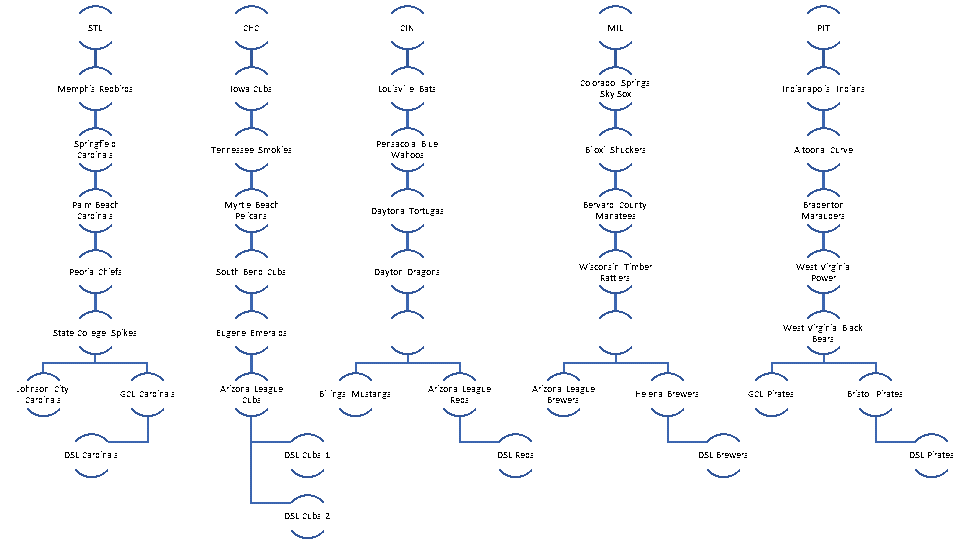 STL
CHC
CIN
MIL
PIT
Memphis Redbirds
Iowa Cubs
Louisville Bats
Colorado Springs
Sky Sox
Indianapolis Indians
Springfield
Cardinals
Tennessee Smokies
Pensacola Blue
Wahoos
Biloxi Shuckers
Altoona Curve
Palm Beach
Cardinals
Myrtle Beach
Pelicans
Daytona Tortugas
Bervard County
Manatees
Bradenton
Marauders
Peoria Chiefs
South Bend Cubs
Dayton Dragons
Wisconsin Timber
Rattlers
West Virginia
Power
State College Spikes
Eugene Emeralds
West Virginia Black
Bears
Johnson City
Cardinals
GCL Cardinals
Arizona League
Cubs
Billings Mustangs
Arizona League
Reds
Arizona League
Brewers
Helena Brewers
GCL Pirates
Bristol Pirates
DSL Cardinals
DSL Cubs 1
DSL Reds
DSL Brewers
DSL Pirates
DSL Cubs 2